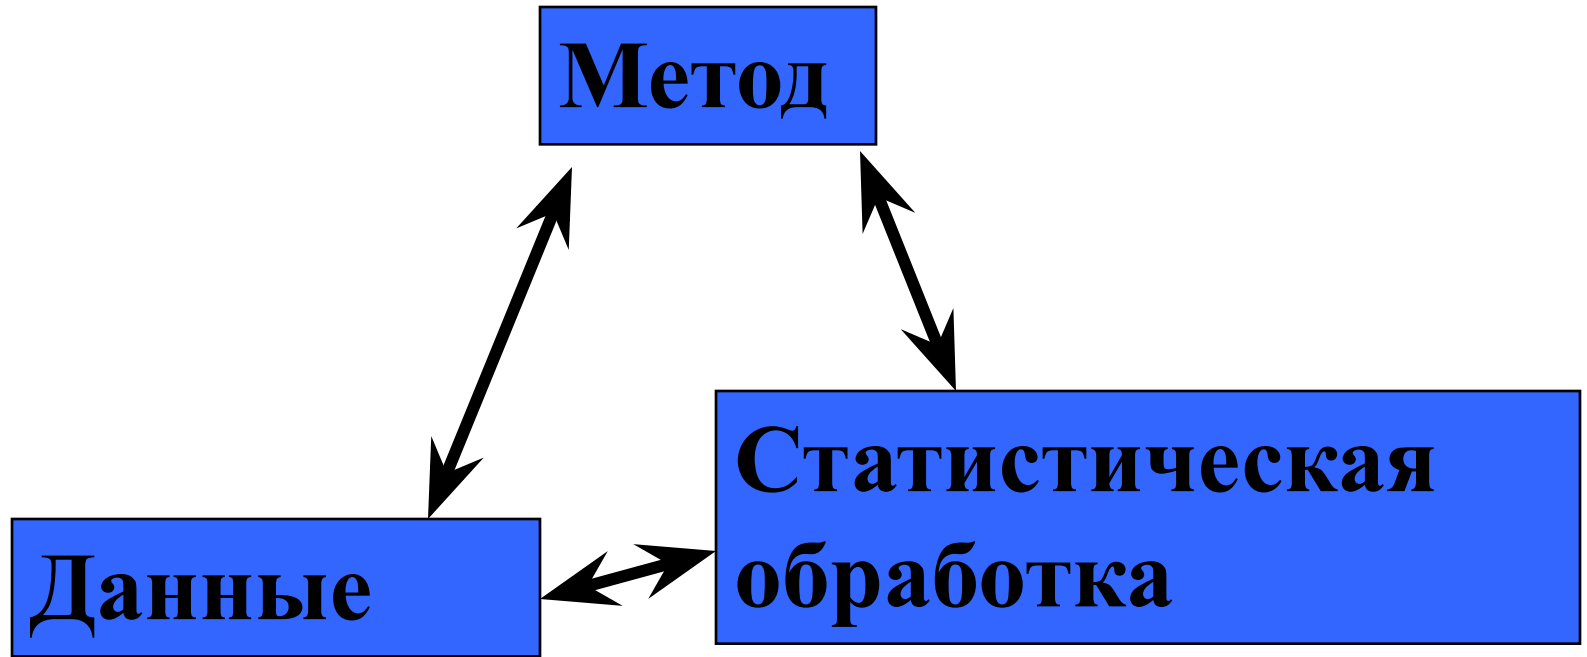 Метод
Статистическая
обработка
Данные